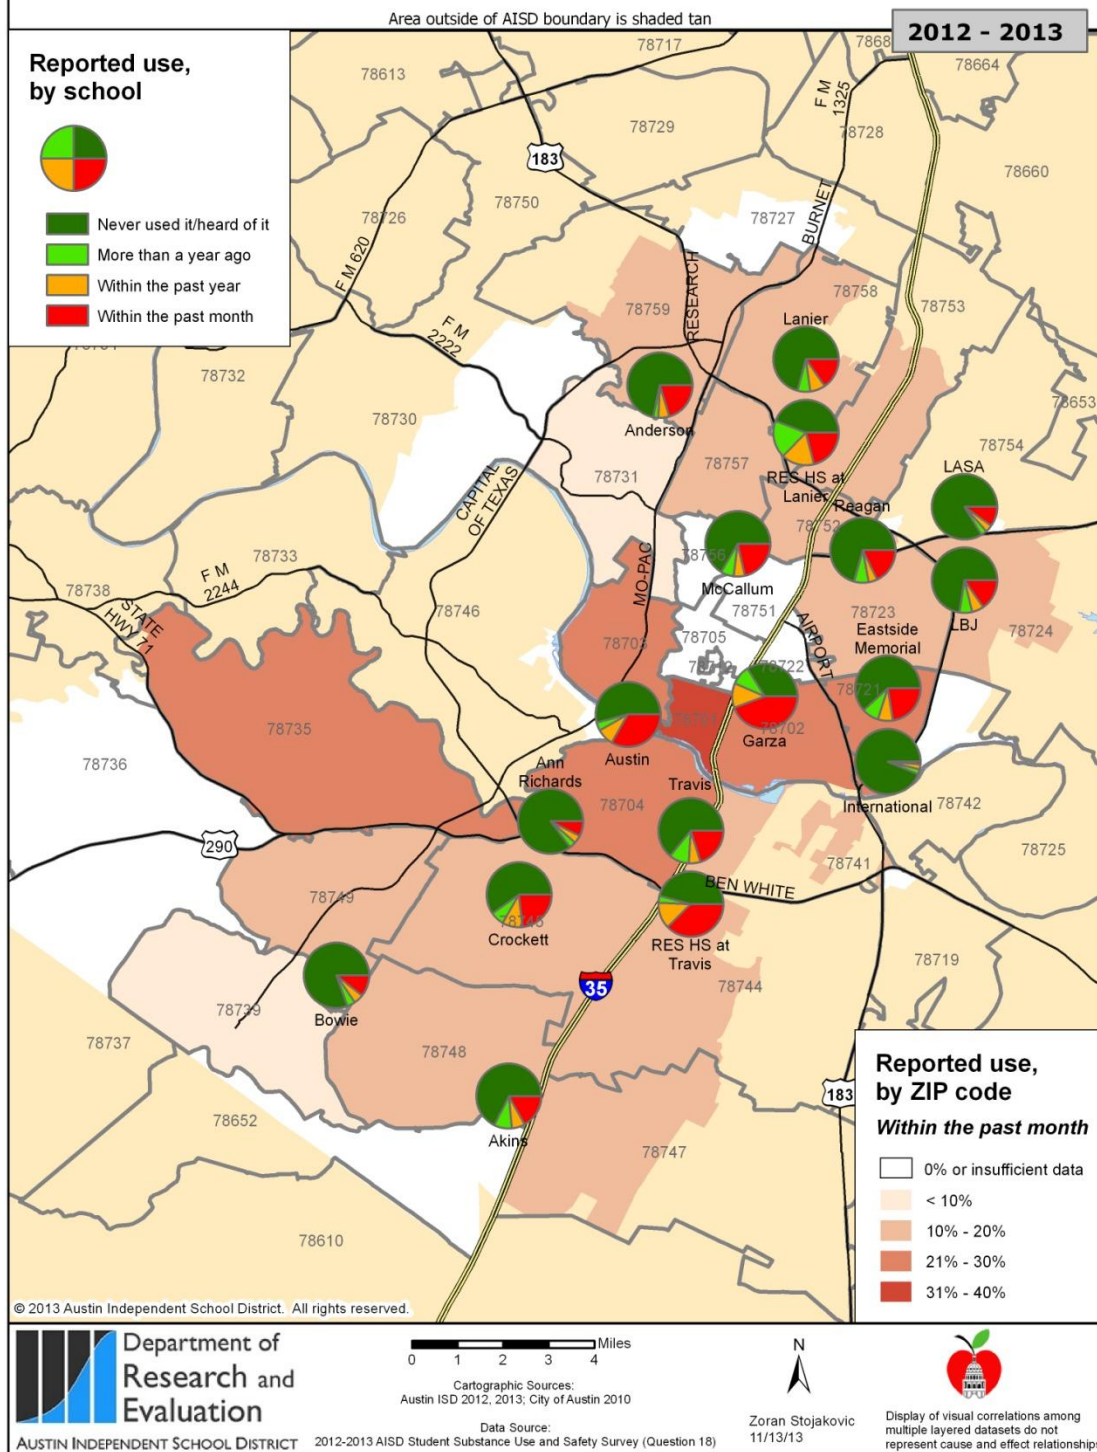 Area outside of AISD boundary is shaded tan
2012 - 2013
Reported use,
by school
Never used it/heard of it
More than a year ago
Within the past year
Within the past month
78717
78664
78613
78729
F M
1325
78728
183
78660
78750
78726
78727
BURNET
F M 620
RESEARCH
78758
78759
78753
F M
2222
Lanier
78732
78730
78653
Anderson
78757
78754
78731
CAPITAL
OF TEXAS
RES HS at
Lanier
LASA
Reagan
78752
78733
MO-PAC
78756
McCallum
78738
F M
2244
STATE
HWY 71
78746
78751
78723
LBJ
78724
78703
78705
AIRPORT
Eastside
Memorial
78722
78721
78735
78701
78702
Garza
Austin
78736
Ann
Richards
78704
Travis
International
78742
290
78741
78725
BEN WHITE
78749
78745
Crockett
RES HS at
Travis
78719
35
78744
78739
Bowie
78737
78748
183
78652
Akins
78747
78610
Reported use,
by ZIP code
Within the past month
0% or insufficient data
< 10%
10% - 20%
21% - 30%
31% - 40%
© 2013 Austin Independent School District. All rights reserved.
Department of
Research and
Evaluation
AUSTIN INDEPENDENT SCHOOL DISTRICT
Miles
0 1 2 3 4
Cartographic Sources:
Austin ISD 2012, 2013; City of Austin 2010
Data Source:
2012-2013 AISD Student Substance Use and Safety Survey (Question 18)
N
Zoran Stojakovic
11/13/13
Display of visual correlations among
multiple layered datasets do not
represent cause and effect relationships